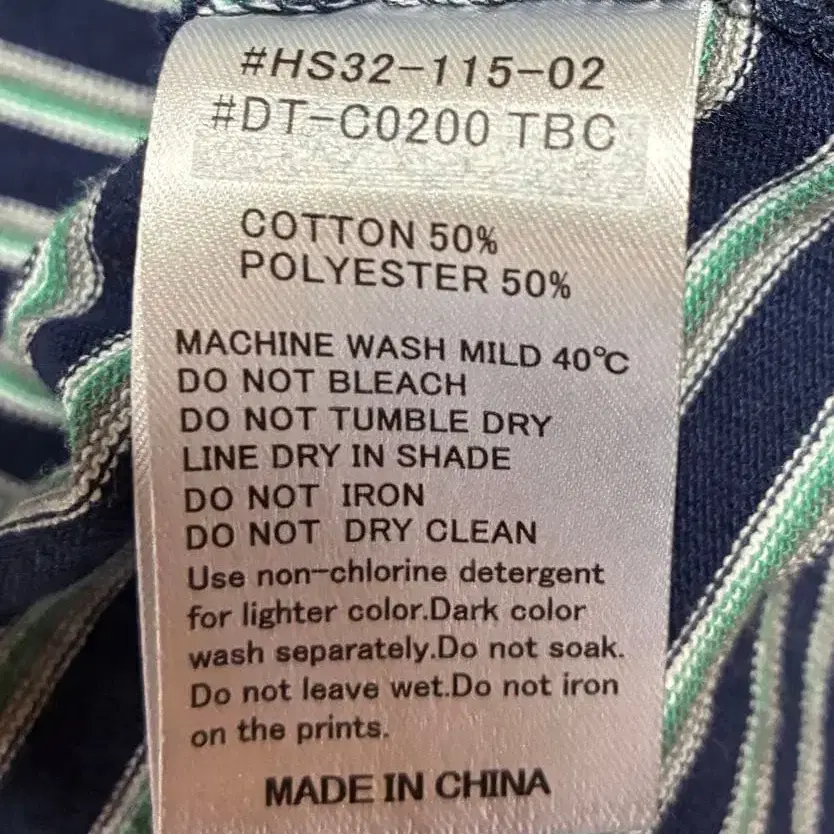 #HS32-115-02
#DT-C0200 TBC
COTTON 50%
POLYESTER 50%
MACHINE WASH MILD 40℃
DO NOT BLEACH
DO NOT TUMBLE DRY
LINE DRY IN SHADE
DO NOT IRON
DO NOT DRY CLEAN
Use non-chlorine detergent
for lighter color.Dark color
wash separately.Do not soak.
Do not leave wet.Do not iron
on the prints.
MADE IN CHINA